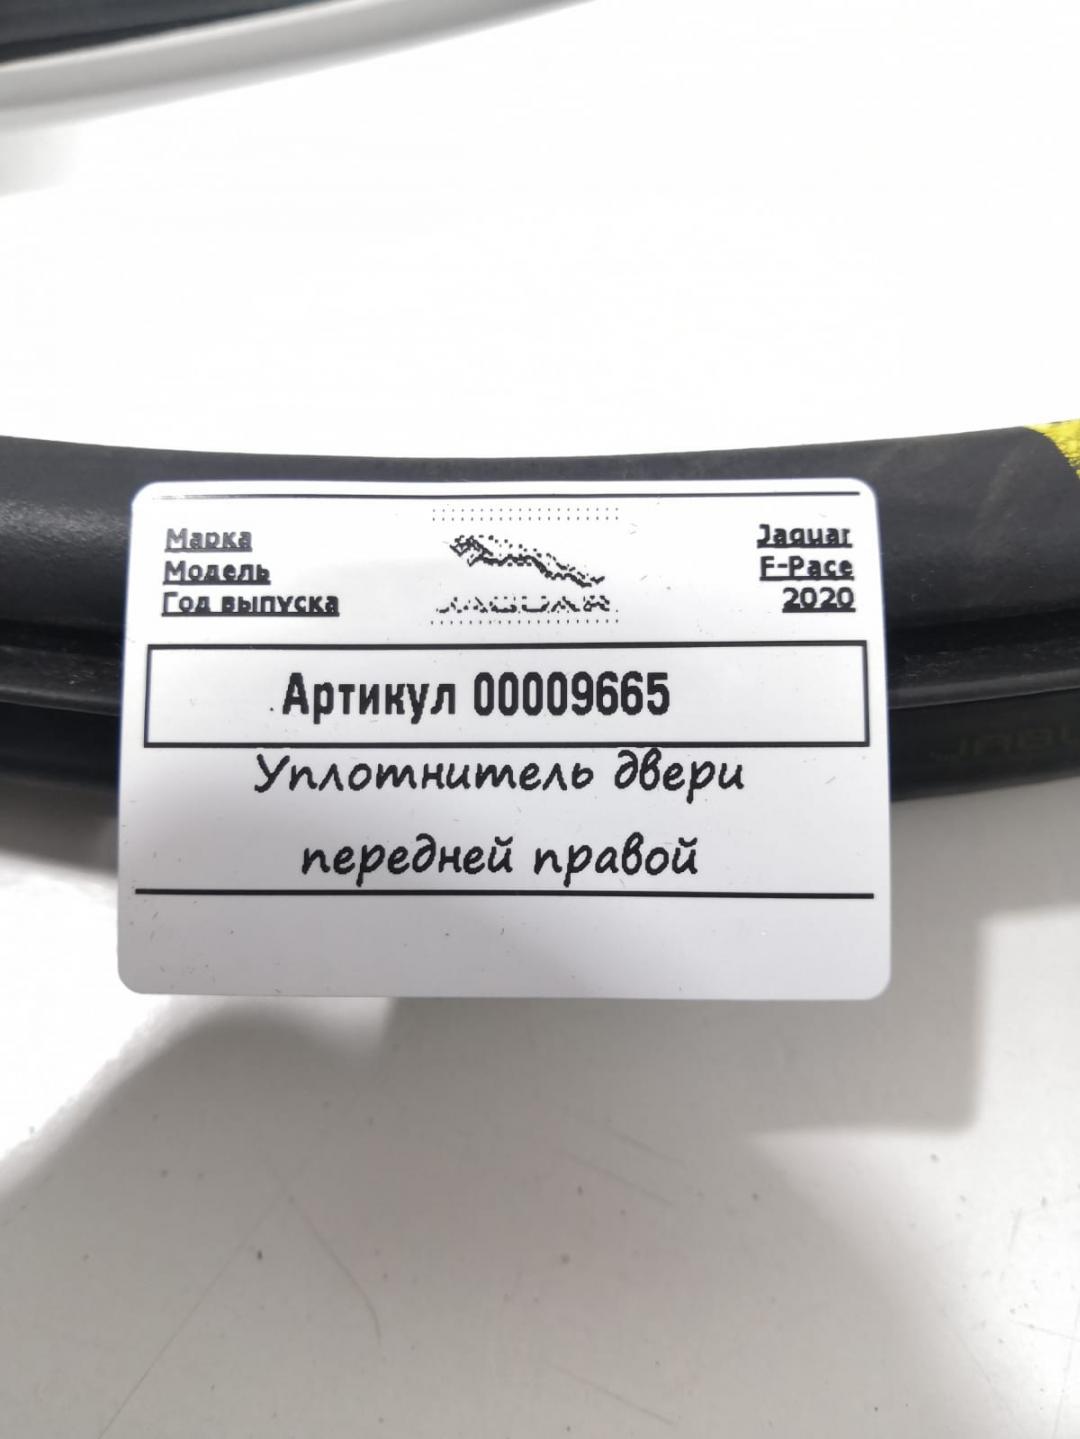 Марка
Модель
Год выпуска
JAGUAR
Jaguar
F-Pace
2020
Артикул 00009665
Уплотнитель двери
передней правой